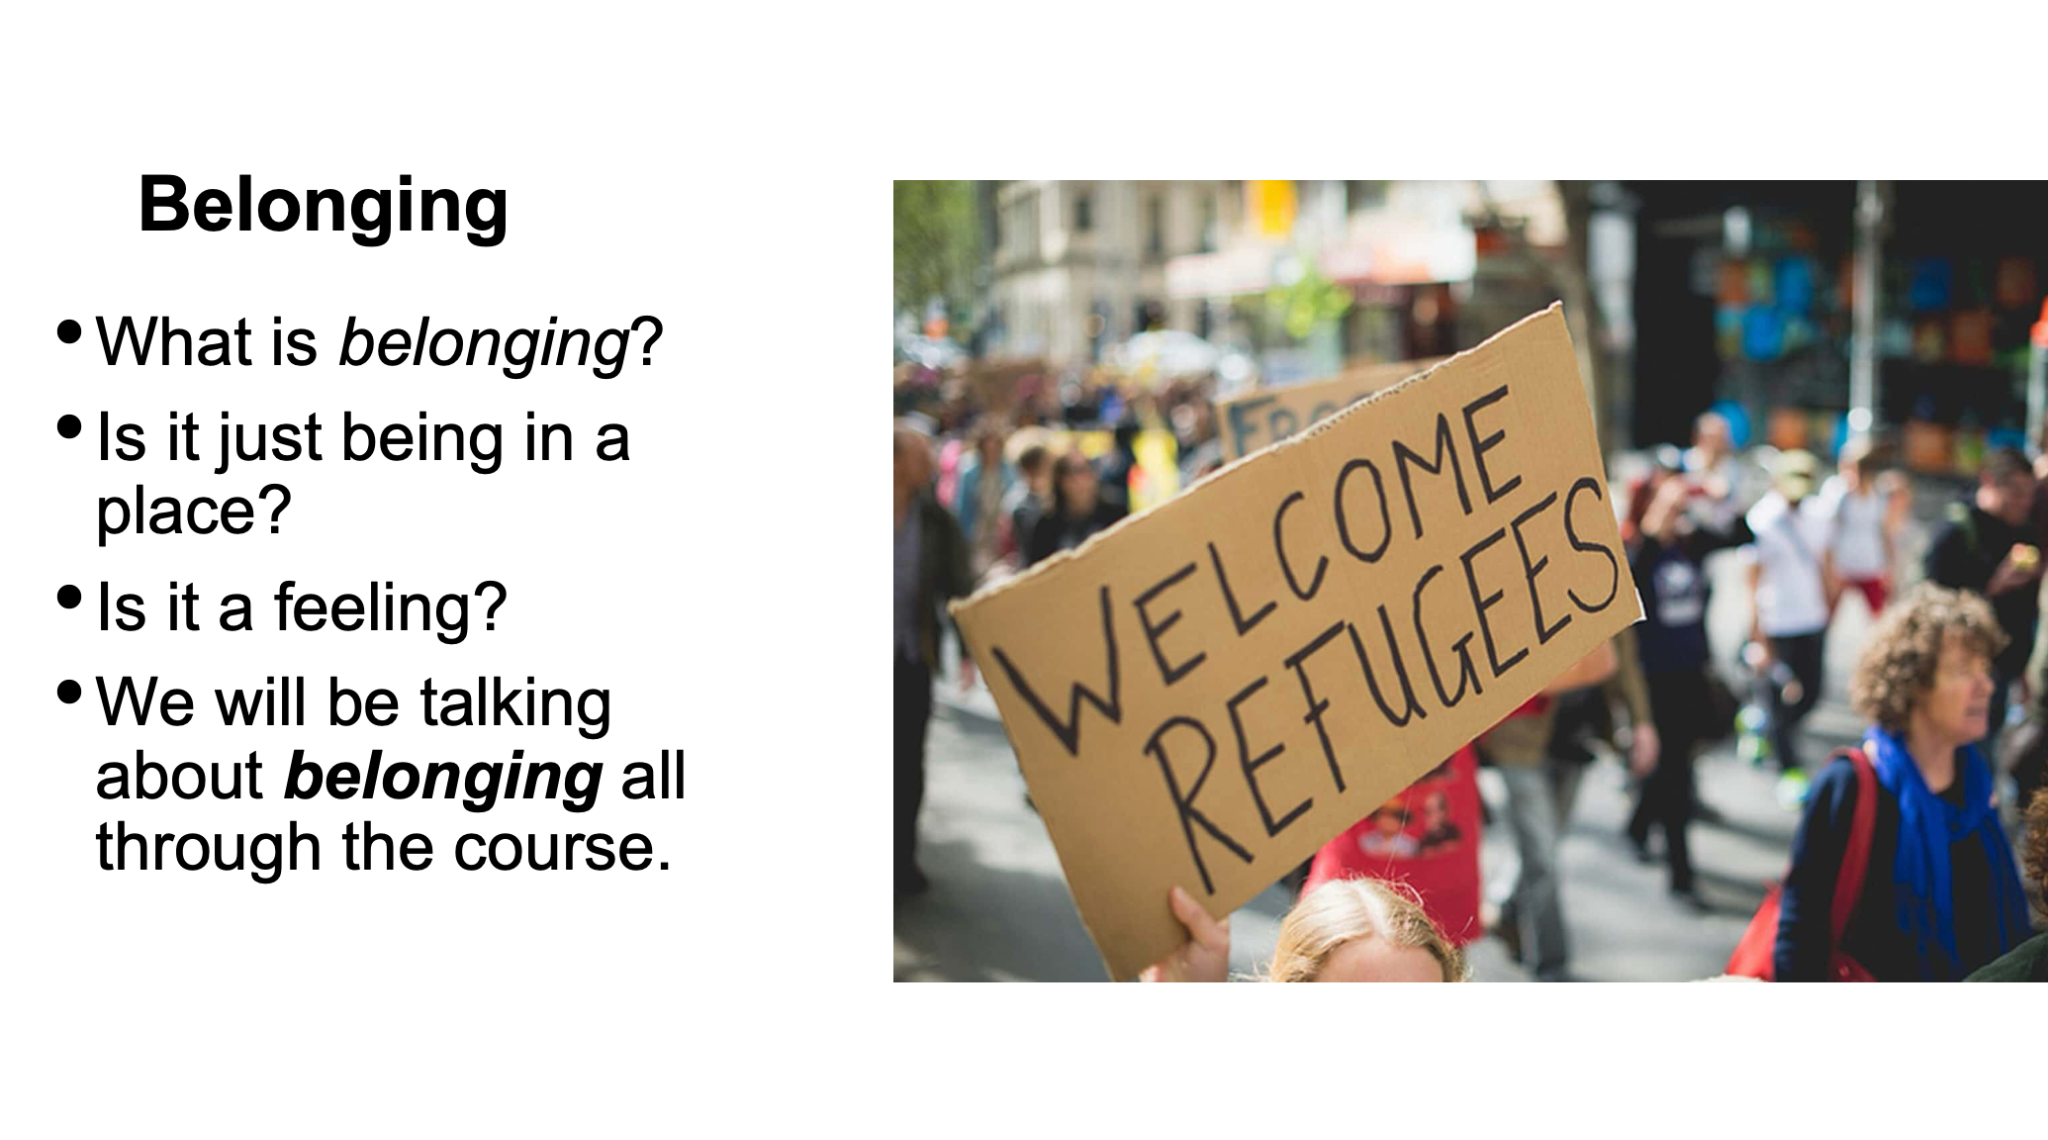 Belonging
• What is belonging?
• Is it just being in a
place?
• Is it a feeling?
• We will be talking
about belonging all
through the course.
WELCOME
REFUGEES